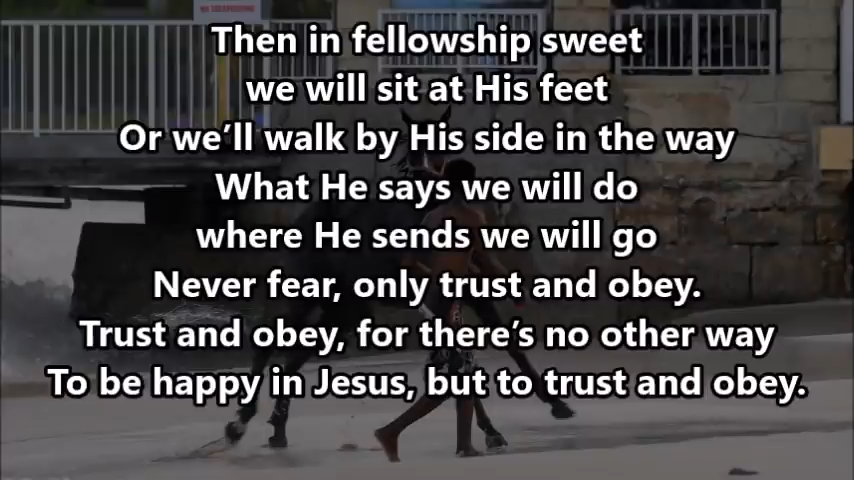 NO TRESPASSING
Then in fellowship sweet
we will sit at His feet
Or we’ll walk by His side in the way
What He says we will do
where He sends we will go
Never fear, only trust and obey.
Trust and obey, for there’s no other way
To be happy in Jesus, but to trust and obey.